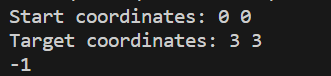 Start coordinates: 0 0
Target coordinates: 3 3
-1